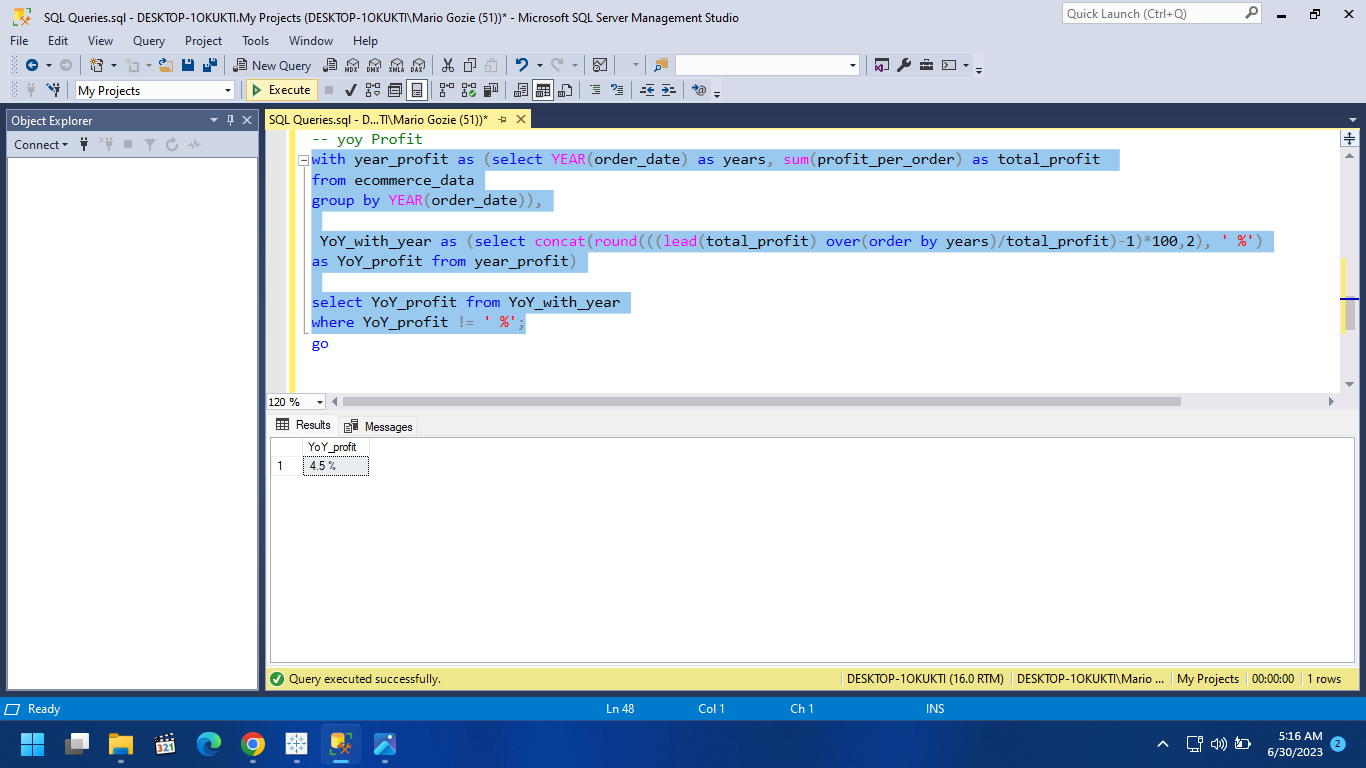 SQL Queries.sql - DESKTOP-1OKUKTI.My Projects (DESKTOP-1OKUKTI\Mario Gozie (51))* - Microsoft SQL Server Management Studio
Quick Launch (Ctrl+Q)
File Edit View Query Project Tools Window Help
New Query MDX DMX XMLA DAX
My Projects Execute
Object Explorer
Connect
SQL Queries.sql - D...TI\Mario Gozie (51))*
-- yoy Profit
with year_profit as (select YEAR(order_date) as years, sum(profit_per_order) as total_profit
from ecommerce_data
group by YEAR(order_date)),
YoY_with_year as (select concat(round(((lead(total_profit) over(order by years)/total_profit)-1)*100,2), ' %')
as YoY_profit from year_profit)
select YoY_profit from YoY_with_year
where YoY_profit != ' %';
go
120 %
Results Messages
YoY_profit
1 4.5 %
Query executed successfully.
DESKTOP-1OKUKTI (16.0 RTM) DESKTOP-1OKUKTI\Mario ... My Projects 00:00:00 1 rows
Ready Ln 48 Col 1 Ch 1 INS
321
5:16 AM
6/30/2023
2